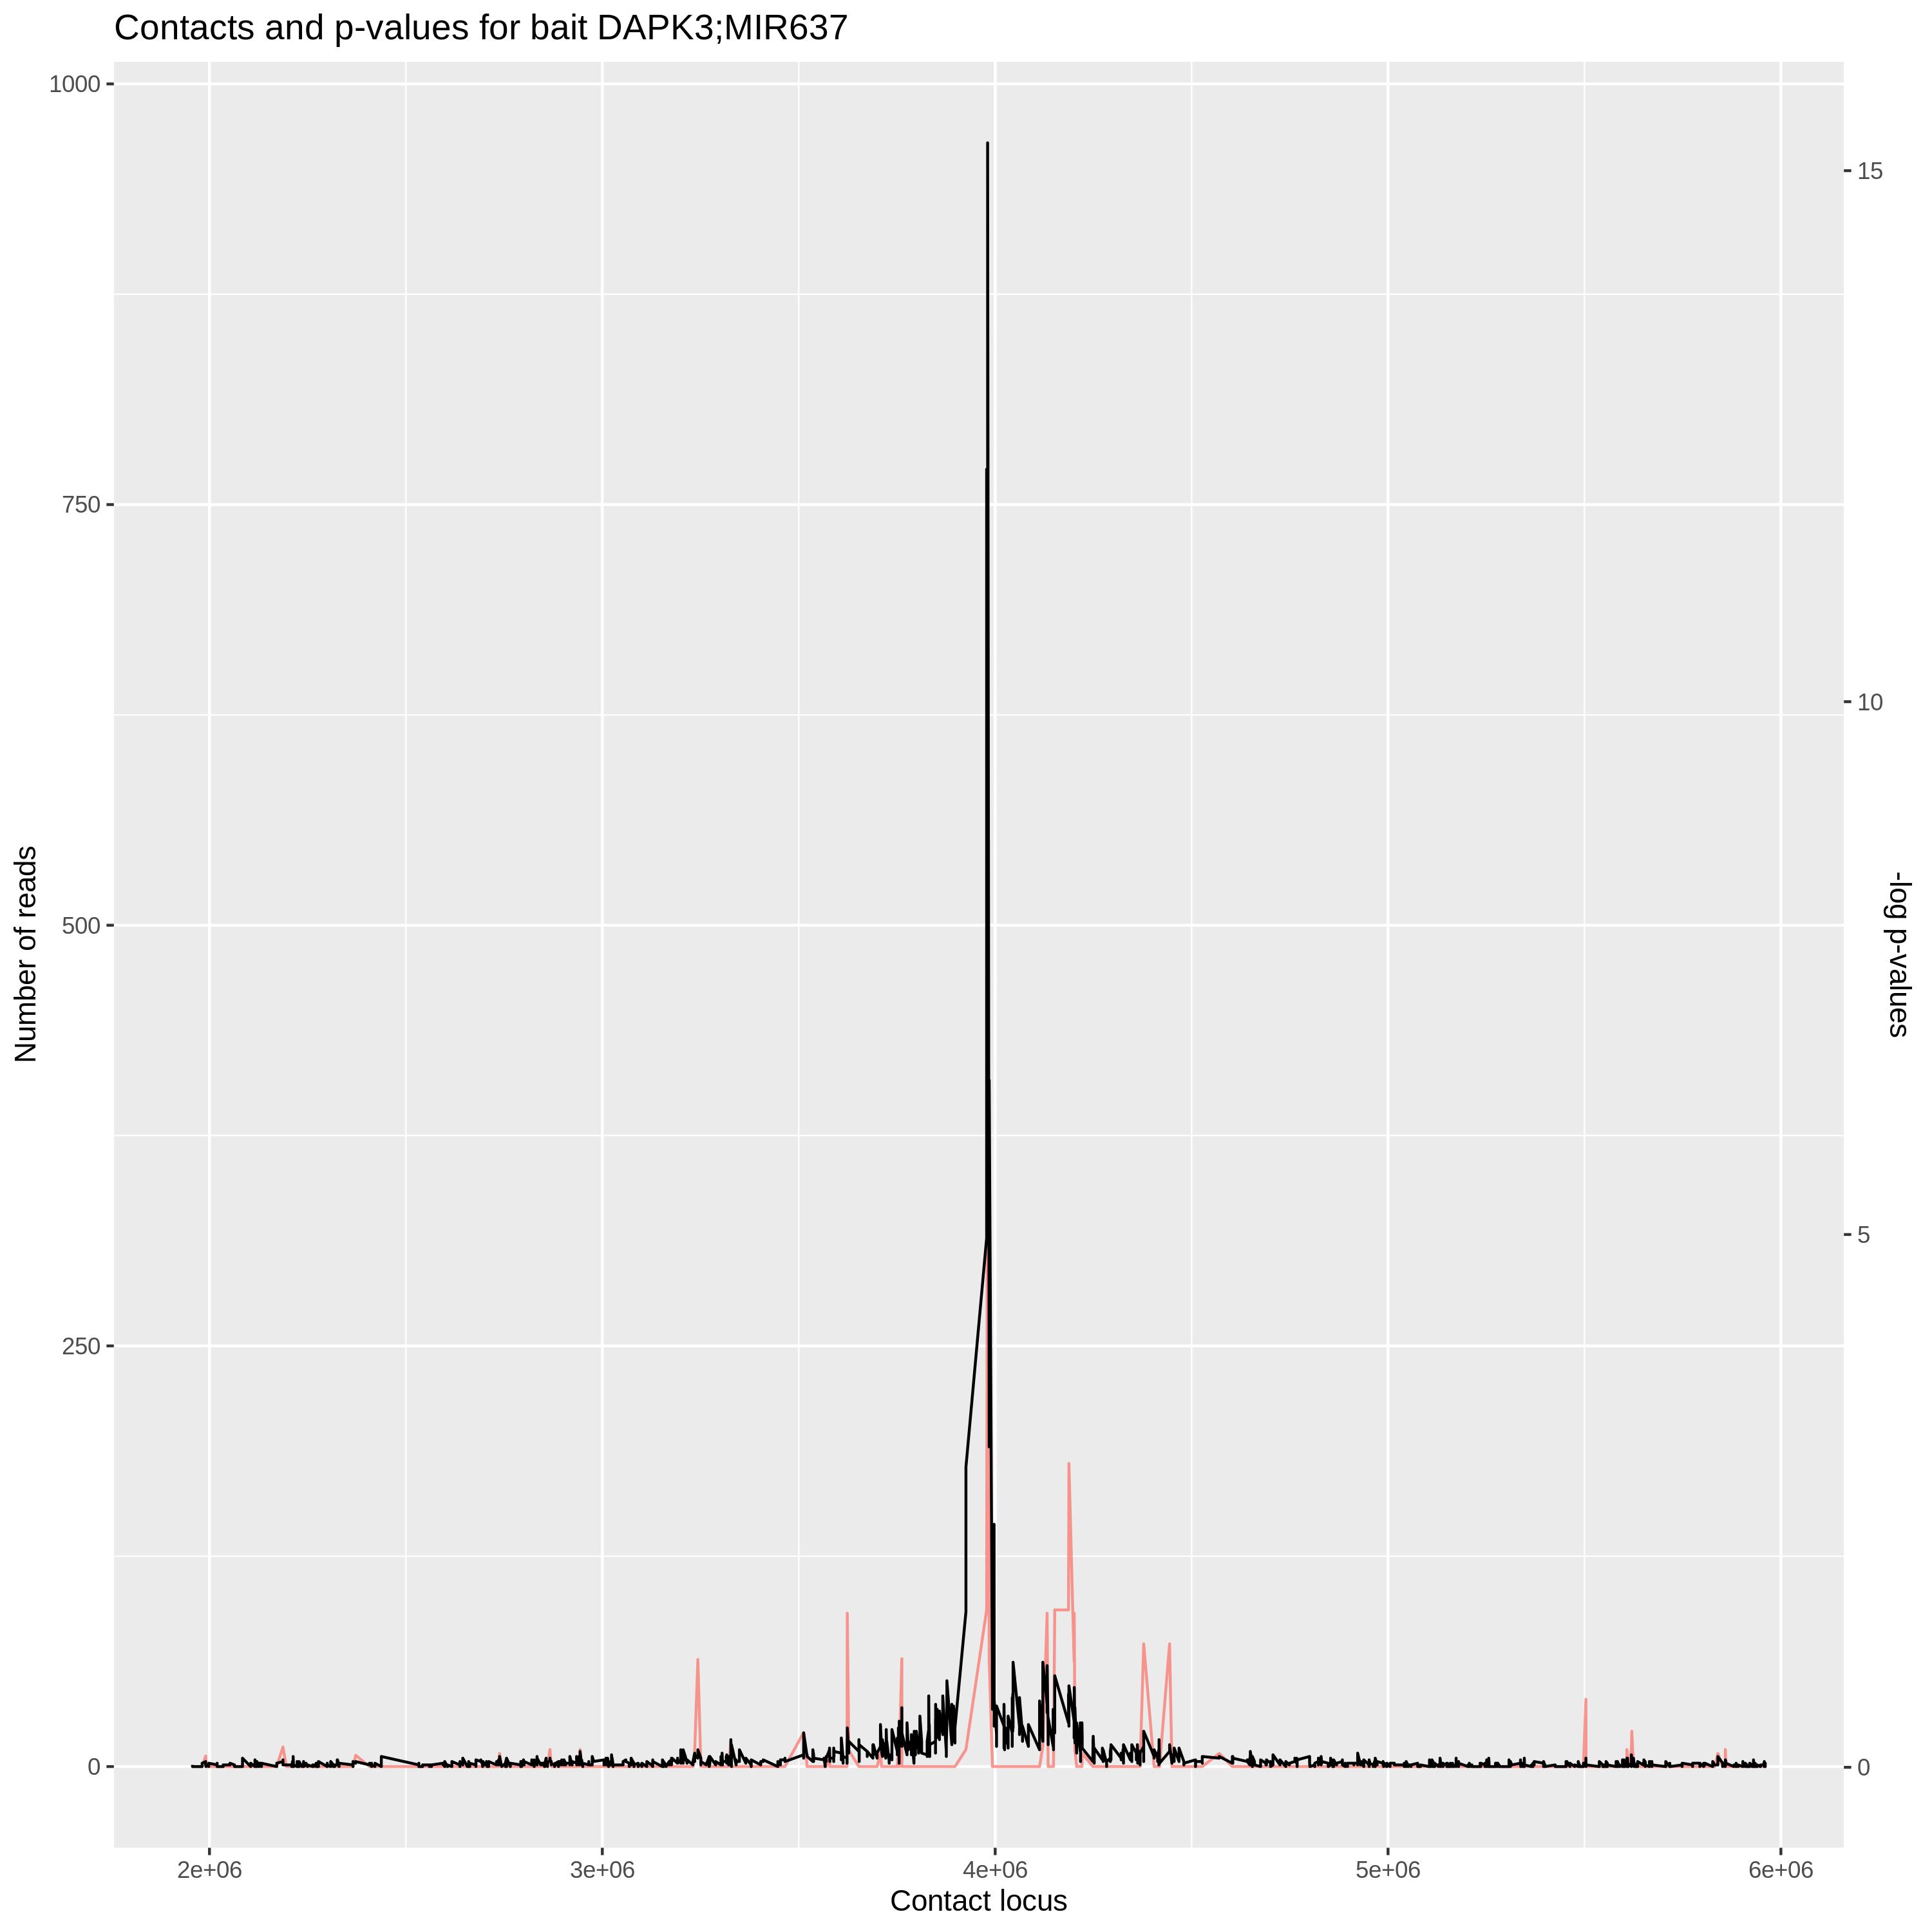 Contacts and p-values for bait DAPK3;MIR637
1000
750
500
250
0
Number of reads
15
10
5
0
-log p-values
2e+06
3e+06
4e+06
5e+06
6e+06
Contact locus